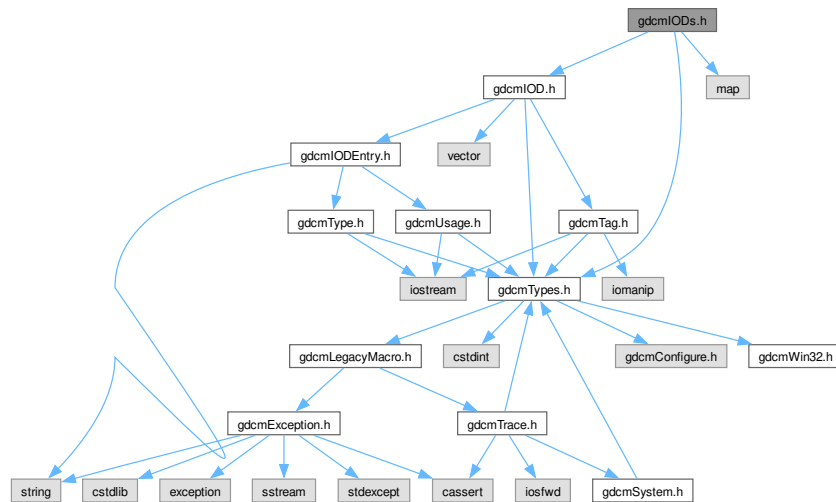 gdcmIODs.h
gdcmIOD.h
map
gdcmIODEntry.h
vector
gdcmType.h
gdcmUsage.h
gdcmTag.h
iostream
gdcmTypes.h
iomanip
gdcmLegacyMacro.h
cstdint
gdcmConfigure.h
gdcmWin32.h
gdcmException.h
gdcmTrace.h
string
cstdlib
exception
sstream
stdexcept
cassert
iosfwd
gdcmSystem.h